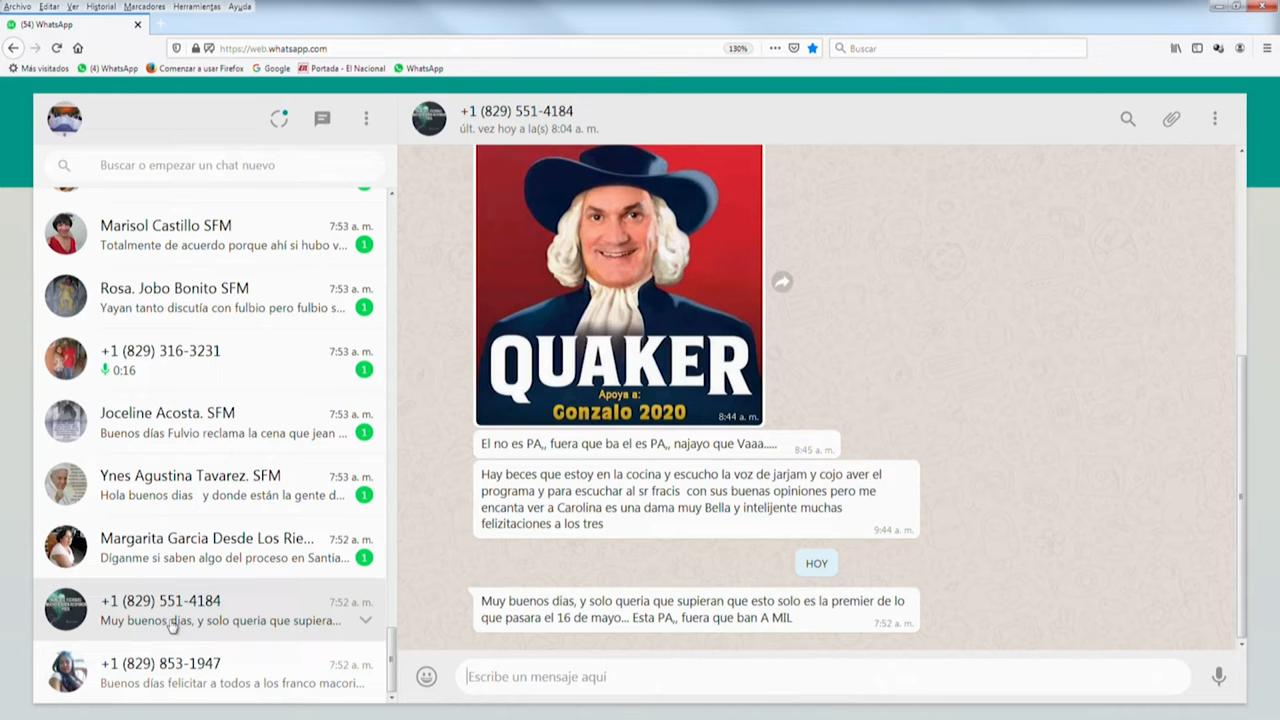 Archivo Editar Ver Historial Marcadores Herramientas Ayuda
(54) WhatsApp
https://web.whatsapp.com
130%
Buscar
Más visitados
(4) WhatsApp
Comenzar a usar Firefox
Google
Portada - El Nacional
WhatsApp
Buscar o empezar un chat nuevo
Marisol Castillo SFM 7:53 a. m.
Totalmente de acuerdo porque ahí si hubo v... 1
Rosa. Jobo Bonito SFM 7:53 a. m.
Yayan tanto discutía con fulbio pero fulbio s... 1
+1 (829) 316-3231 7:53 a. m.
0:16 1
Joceline Acosta. SFM 7:53 a. m.
Buenos días Fulvio reclama la cena que jean ... 1
Ynes Agustina Tavarez. SFM 7:53 a. m.
Hola buenos dias y donde están la gente d... 1
Margarita Garcia Desde Los Rie... 7:52 a. m.
Díganme si saben algo del proceso en Santia... 1
+1 (829) 551-4184 7:52 a. m.
Muy buenos dias, y solo queria que supiera...
+1 (829) 853-1947 7:52 a. m.
Buenos días felicitar a todos a los franco macori...
+1 (829) 551-4184
últ. vez hoy a la(s) 8:04 a. m.
QUAKER
Apoya a:
Gonzalo 2020
8:44 a. m.
El no es PA,, fuera que ba el es PA,, najayo que Vaaa.....
8:45 a. m.
Hay beces que estoy en la cocina y escucho la voz de jarjam y cojo aver el
programa y para escuchar al sr fracis con sus buenas opiniones pero me
encanta ver a Carolina es una dama muy Bella y intelijente muchas
felizitaciones a los tres
9:44 a. m.
HOY
Muy buenos dias, y solo queria que supieran que esto solo es la premier de lo
que pasara el 16 de mayo... Esta PA,, fuera que ban A MIL
7:52 a. m.
Escribe un mensaje aquí